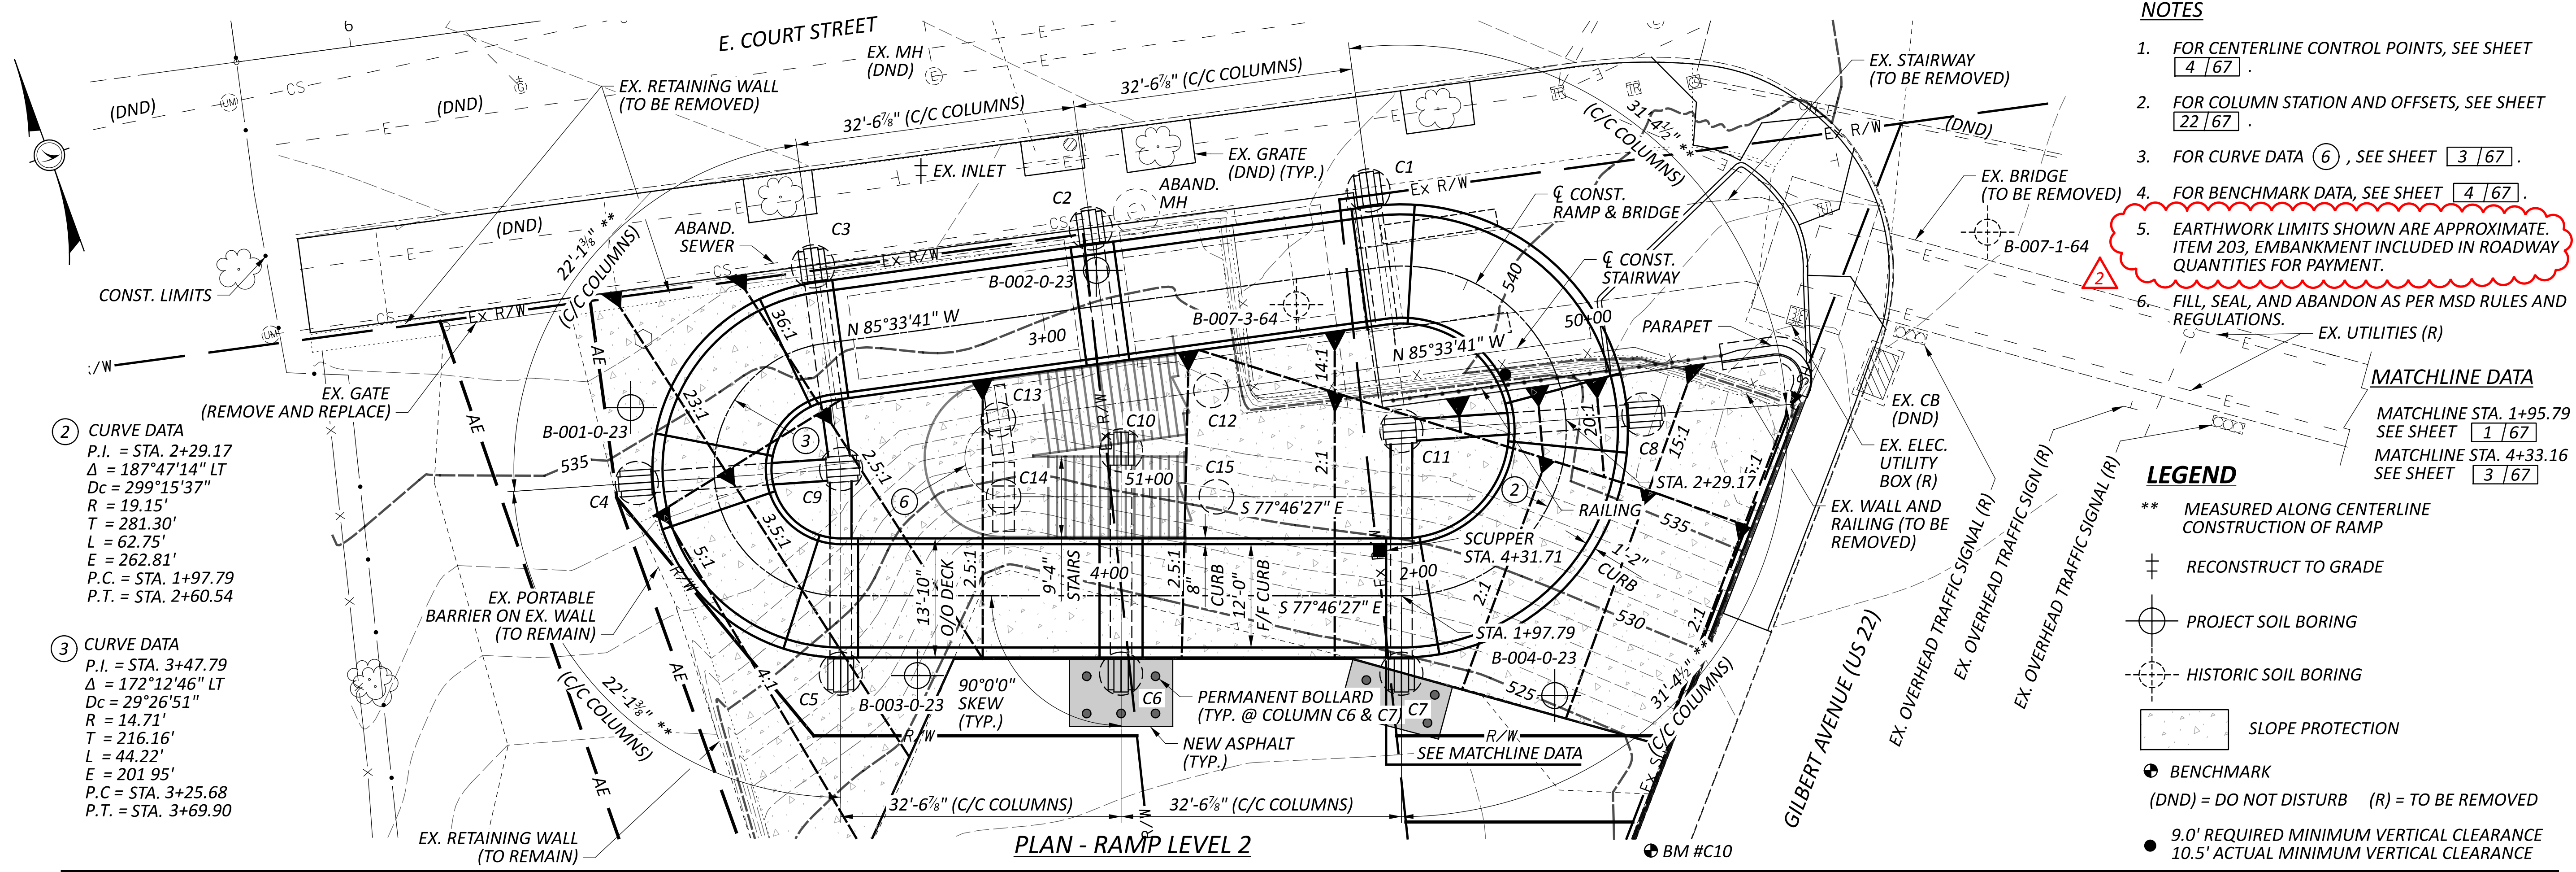 E. COURT STREET
6
EX. MH
(DND)
EX. RETAINING WALL
(TO BE REMOVED)
(DND)
(DND)
(DND)
(DND)
32'-6⅞" (C/C COLUMNS)
32'-6⅞" (C/C COLUMNS)
31'-4½" **
(C/C COLUMNS)
22'-1⅜" **
(C/C COLUMNS)
EX. STAIRWAY
(TO BE REMOVED)
EX. INLET
EX. GRATE
(DND) (TYP.)
ABAND.
MH
ABAND.
SEWER
C1
C2
C3
Ex R/W
Ex R/W
Ex R/W
Ex R/W
℄ CONST.
RAMP & BRIDGE
℄ CONST.
STAIRWAY
EX. BRIDGE
(TO BE REMOVED)
B-007-1-64
CONST. LIMITS
B-002-0-23
B-007-3-64
N 85°33'41" W
3+00
N 85°33'41" W
540
50+00
PARAPET
36:1
23:1
14:1
AE
AE
AE
AE
EX. GATE
(REMOVE AND REPLACE)
B-001-0-23
535
3
2.5:1
C13
C10
C12
C14
C15
51+00
C11
2:1
20:1
C8
15:1
5:1
STA. 2+29.17
2
RAILING
535
C4
C9
6
S 77°46'27" E
EX. CB
(DND)
EX. ELEC.
UTILITY
BOX (R)
EX. WALL AND
RAILING (TO BE
REMOVED)
EX. UTILITIES (R)
3.5:1
5:1
SCUPPER
STA. 4+31.71
1'-2"
CURB
13'-10"
O/O DECK
2.5:1
9'-4"
STAIRS
4+00
2.5:1
8"
CURB
12'-0"
F/F CURB
2+00
S 77°46'27" E
2:1
530
2:1
STA. 1+97.79
B-004-0-23
525
R/W
EX. PORTABLE
BARRIER ON EX. WALL
(TO REMAIN)
4:1
C5
B-003-0-23
90°0'0"
SKEW
(TYP.)
C6
PERMANENT BOLLARD
(TYP. @ COLUMN C6 & C7)
C7
NEW ASPHALT
(TYP.)
R/W
R/W
R/W
SEE MATCHLINE DATA
22'-1⅜" **
(C/C COLUMNS)
31'-4½" **
(C/C COLUMNS)
32'-6⅞" (C/C COLUMNS)
32'-6⅞" (C/C COLUMNS)
EX. RETAINING WALL
(TO REMAIN)
GILBERT AVENUE (US 22)
EX. OVERHEAD TRAFFIC SIGNAL (R)
EX. OVERHEAD TRAFFIC SIGN (R)
EX. OVERHEAD TRAFFIC SIGNAL (R)
BM #C10
PLAN - RAMP LEVEL 2
2 CURVE DATA
P.I. = STA. 2+29.17
Δ = 187°47'14" LT
Dc = 299°15'37"
R = 19.15'
T = 281.30'
L = 62.75'
E = 262.81'
P.C. = STA. 1+97.79
P.T. = STA. 2+60.54
3 CURVE DATA
P.I. = STA. 3+47.79
Δ = 172°12'46" LT
Dc = 29°26'51"
R = 14.71'
T = 216.16'
L = 44.22'
E = 201 95'
P.C = STA. 3+25.68
P.T. = STA. 3+69.90
NOTES
1. FOR CENTERLINE CONTROL POINTS, SEE SHEET
4 / 67 .
2. FOR COLUMN STATION AND OFFSETS, SEE SHEET
22 / 67 .
3. FOR CURVE DATA 6 , SEE SHEET 3 / 67 .
4. FOR BENCHMARK DATA, SEE SHEET 4 / 67 .
5. EARTHWORK LIMITS SHOWN ARE APPROXIMATE.
ITEM 203, EMBANKMENT INCLUDED IN ROADWAY
QUANTITIES FOR PAYMENT.
2
6. FILL, SEAL, AND ABANDON AS PER MSD RULES AND
REGULATIONS.
MATCHLINE DATA
MATCHLINE STA. 1+95.79
SEE SHEET 1 / 67
MATCHLINE STA. 4+33.16
SEE SHEET 3 / 67
LEGEND
** MEASURED ALONG CENTERLINE
CONSTRUCTION OF RAMP
RECONSTRUCT TO GRADE
PROJECT SOIL BORING
HISTORIC SOIL BORING
SLOPE PROTECTION
BENCHMARK
(DND) = DO NOT DISTURB (R) = TO BE REMOVED
9.0' REQUIRED MINIMUM VERTICAL CLEARANCE
10.5' ACTUAL MINIMUM VERTICAL CLEARANCE